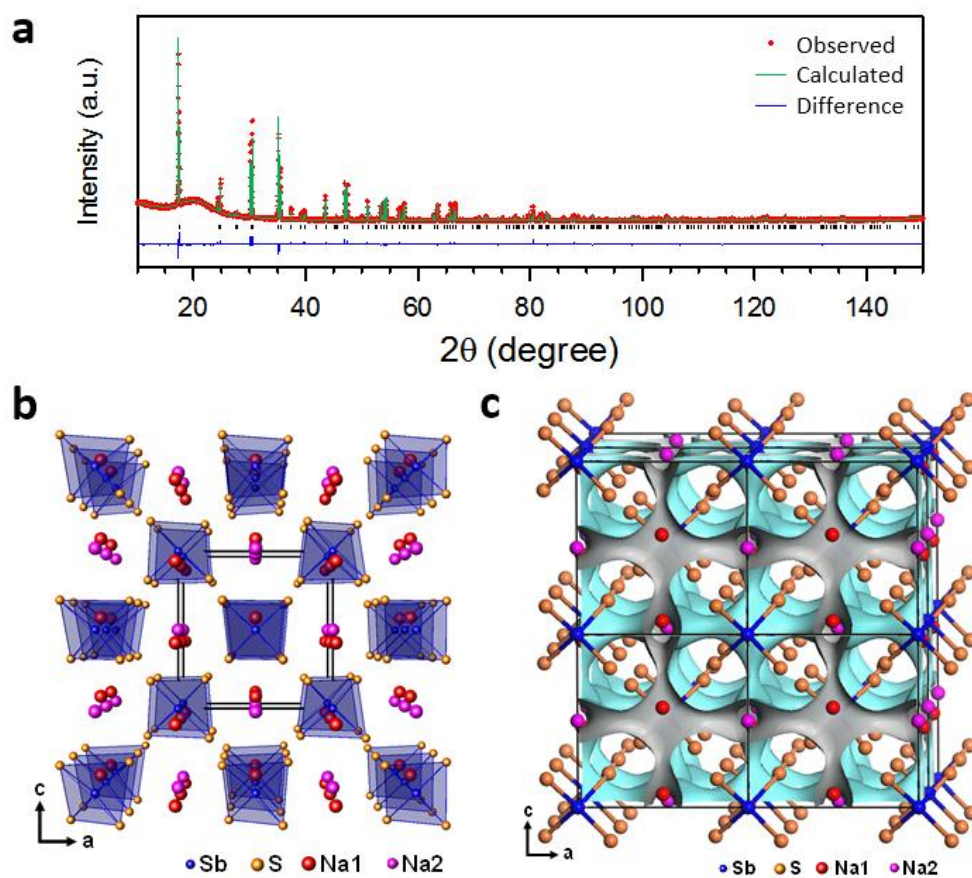 a
Intensity (a.u.)
Observed
Calculated
Difference
20 40 60 80 100 120 140
2θ (degree)
b
c
c
a
Sb S Na1 Na2
c
a
Sb S Na1 Na2